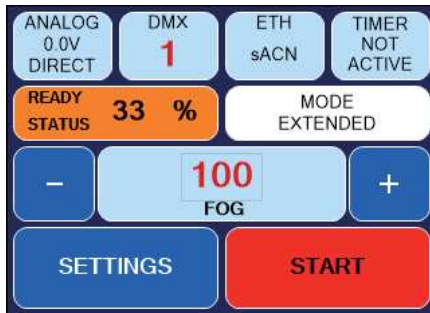 ANALOG
0.0V
DIRECT
DMX
1
ETH
sACN
TIMER
NOT
ACTIVE
READY
STATUS
33 %
MODE
EXTENDED
−
100
FOG
+
SETTINGS
START